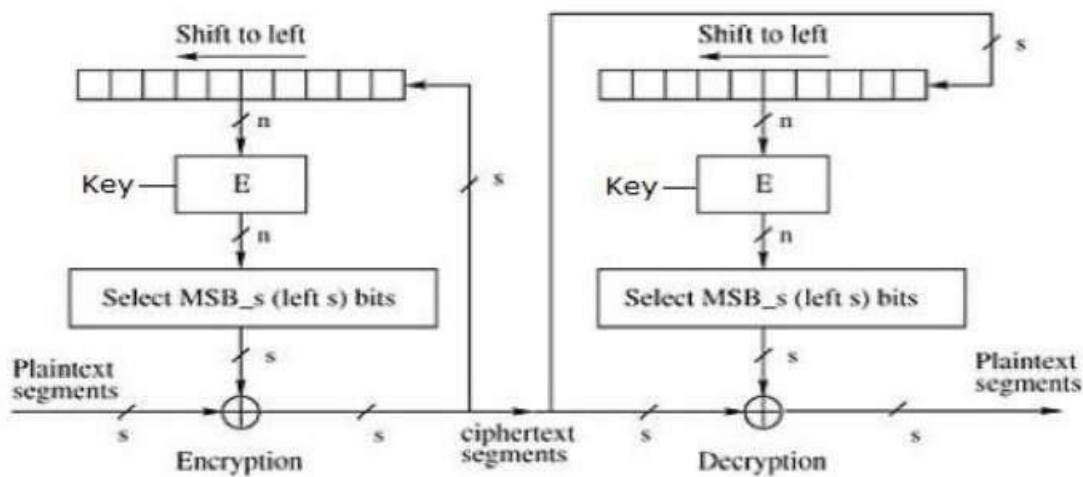 Shift to left
s
n
Key
E
s
n
Select MSB_s (left s) bits
s
Plaintext
segments
s
s
Encryption
ciphertext
segments
Shift to left
s
n
Key
E
n
Select MSB_s (left s) bits
s
Plaintext
segments
s
s
Decryption